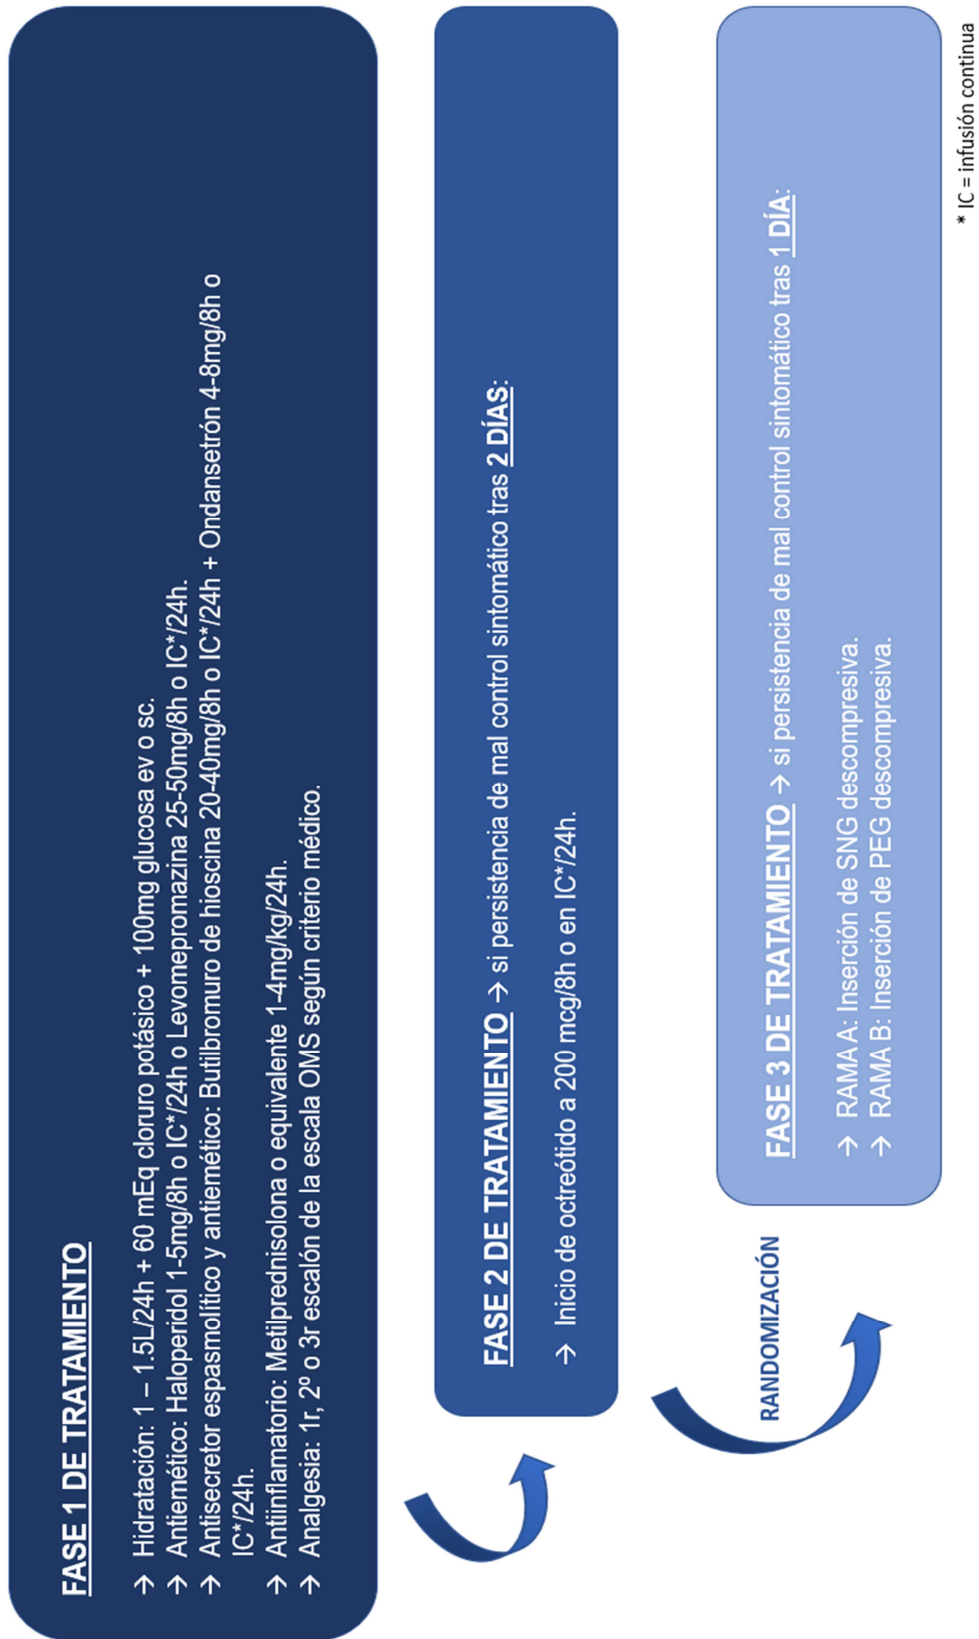 FASE 1 DE TRATAMIENTO
→ Hidratación: 1 – 1.5L/24h + 60 mEq cloruro potásico + 100mg glucosa ev o sc.
→ Antiemético: Haloperidol 1-5mg/8h o IC*/24h o Levomepromazina 25-50mg/8h o IC*/24h.
→ Antisecretor espasmolítico y antiemético: Butilbromuro de hioscina 20-40mg/8h o IC*/24h + Ondansetrón 4-8mg/8h o
IC*/24h.
→ Antiinflamatorio: Metilprednisolona o equivalente 1-4mg/kg/24h.
→ Analgesia: 1r, 2º o 3r escalón de la escala OMS según criterio médico.
FASE 2 DE TRATAMIENTO → si persistencia de mal control sintomático tras 2 DÍAS:
→ Inicio de octreótido a 200 mcg/8h o en IC*/24h.
RANDOMIZACIÓN
FASE 3 DE TRATAMIENTO → si persistencia de mal control sintomático tras 1 DÍA:
→ RAMA A: Inserción de SNG descompresiva.
→ RAMA B: Inserción de PEG descompresiva.
* IC = infusión continua